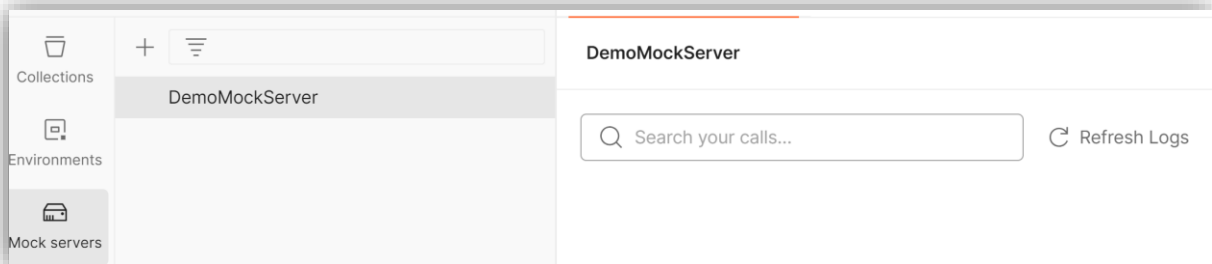 Collections
Environments
Mock servers
DemoMockServer
DemoMockServer
Search your calls...
Refresh Logs